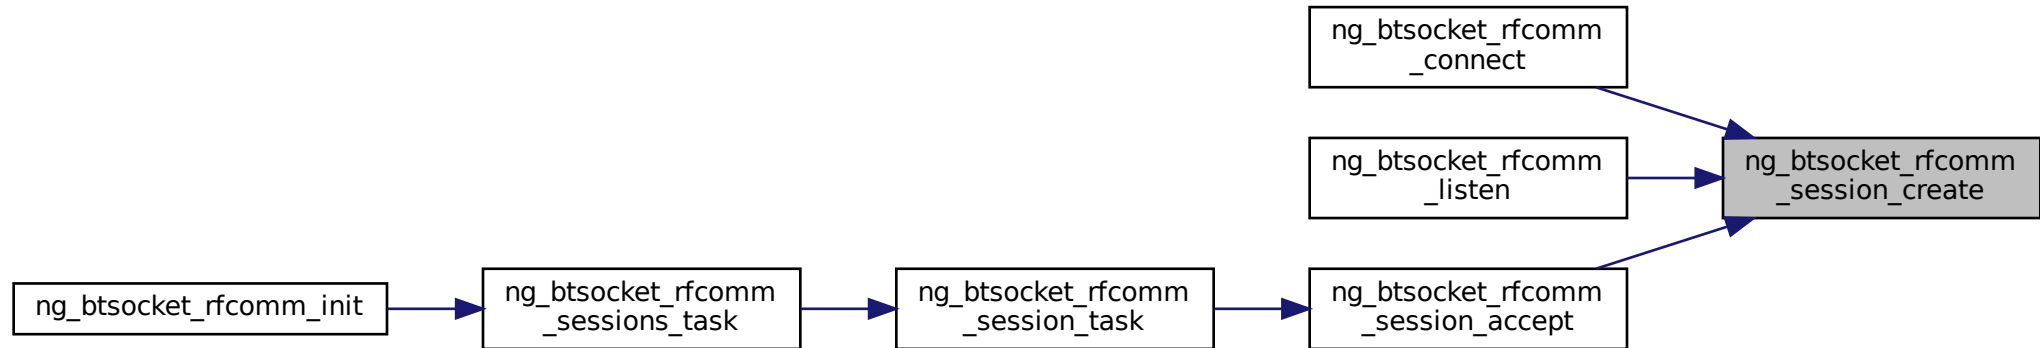 ng_btsocket_rfcomm
_connect
ng_btsocket_rfcomm
_listen
ng_btsocket_rfcomm
_session_create
ng_btsocket_rfcomm_init
ng_btsocket_rfcomm
_sessions_task
ng_btsocket_rfcomm
_session_task
ng_btsocket_rfcomm
_session_accept